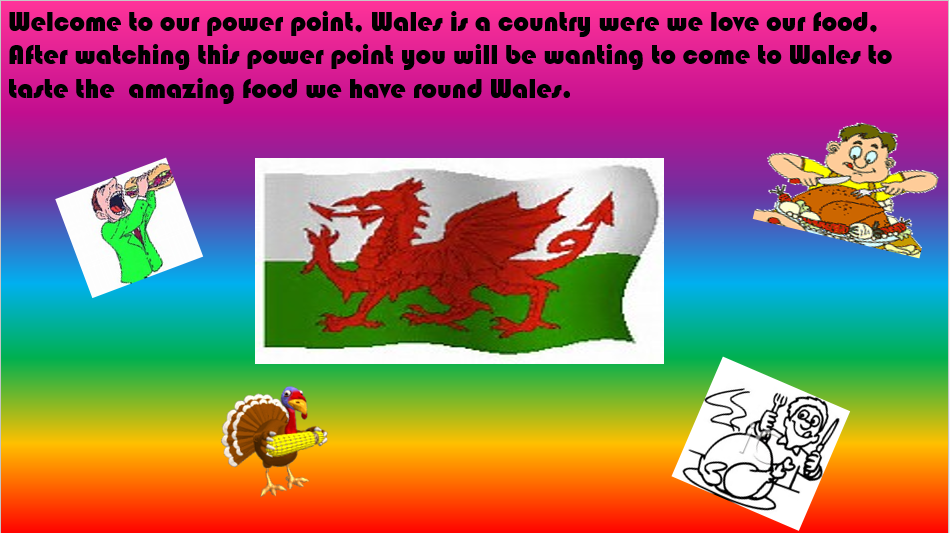 Welcome to our power point, Wales is a country were we love our food,
After watching this power point you will be wanting to come to Wales to
taste the  amazing food we have round Wales.